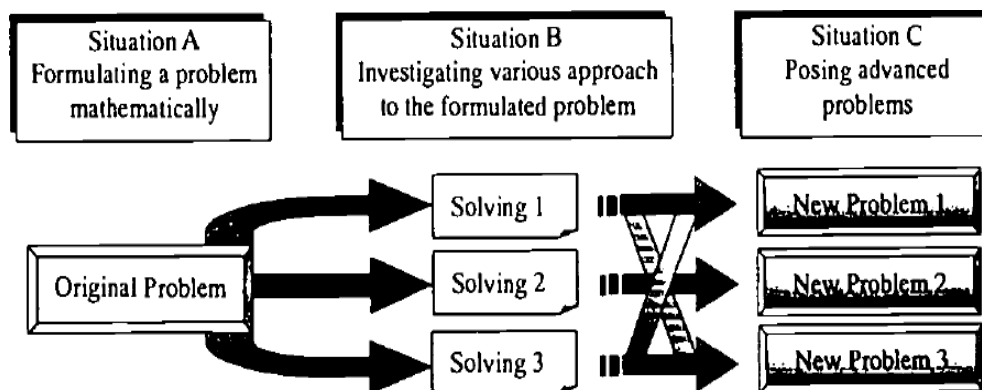 Situation A
Formulating a problem
mathematically
Situation B
Investigating various approach
to the formulated problem
Situation C
Posing advanced
problems
Original Problem
Solving 1
Solving 2
Solving 3
New Problem 1
New Problem 2
New Problem 3